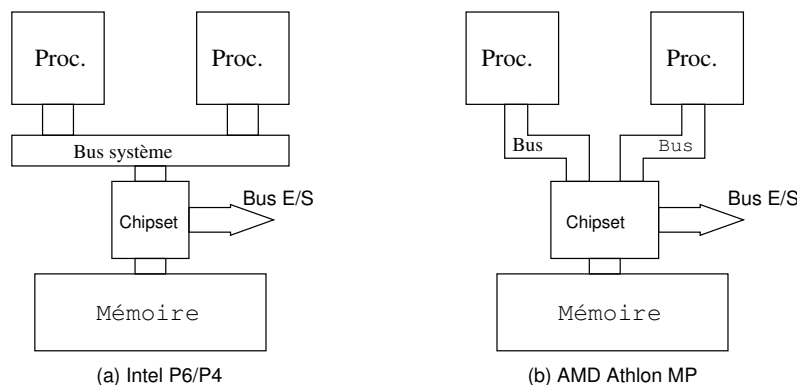 Proc.
Proc.
Bus système
Chipset
Bus E/S
Mémoire
(a) Intel P6/P4
Proc.
Proc.
Bus
Bus
Chipset
Bus E/S
Mémoire
(b) AMD Athlon MP